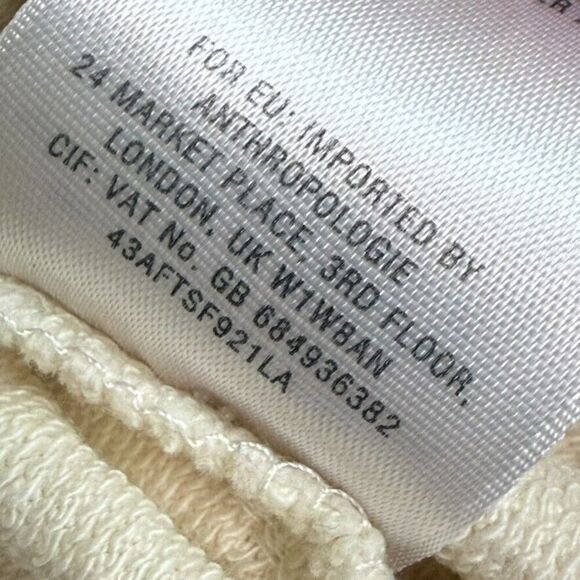 FOR EU: IMPORTED BY
ANTHROPOLOGIE
24 MARKET PLACE, 3RD FLOOR,
LONDON, UK W1W8AN
CIF: VAT No. GB 684936382
43AFTSF921LA